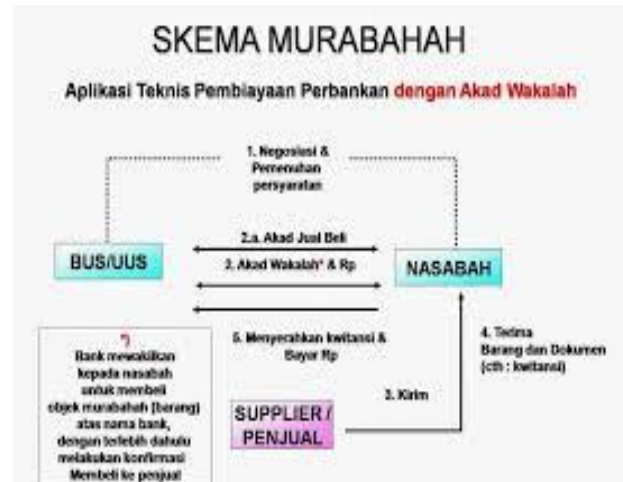 SKEMA MURABAHAH
Aplikasi Teknis Pembiayaan Perbankan dengan Akad Wakalah
1. Negosiasi &
Pemenuhan
persyaratan
2.a. Akad Jual Beli
BUS/UUS
2. Akad Wakalah* & Rp
NASABAH
*)
Bank mewakilkan
kepada nasabah
untuk membeli
objek murabahah (barang)
atas nama bank,
dengan terlebih dahulu
melakukan konfirmasi
Membeli ke penjual
5. Menyerahkan kwitansi &
Bayar Rp
4. Terima
Barang dan Dokumen
(cth : kwitansi)
3. Kirim
SUPPLIER /
PENJUAL